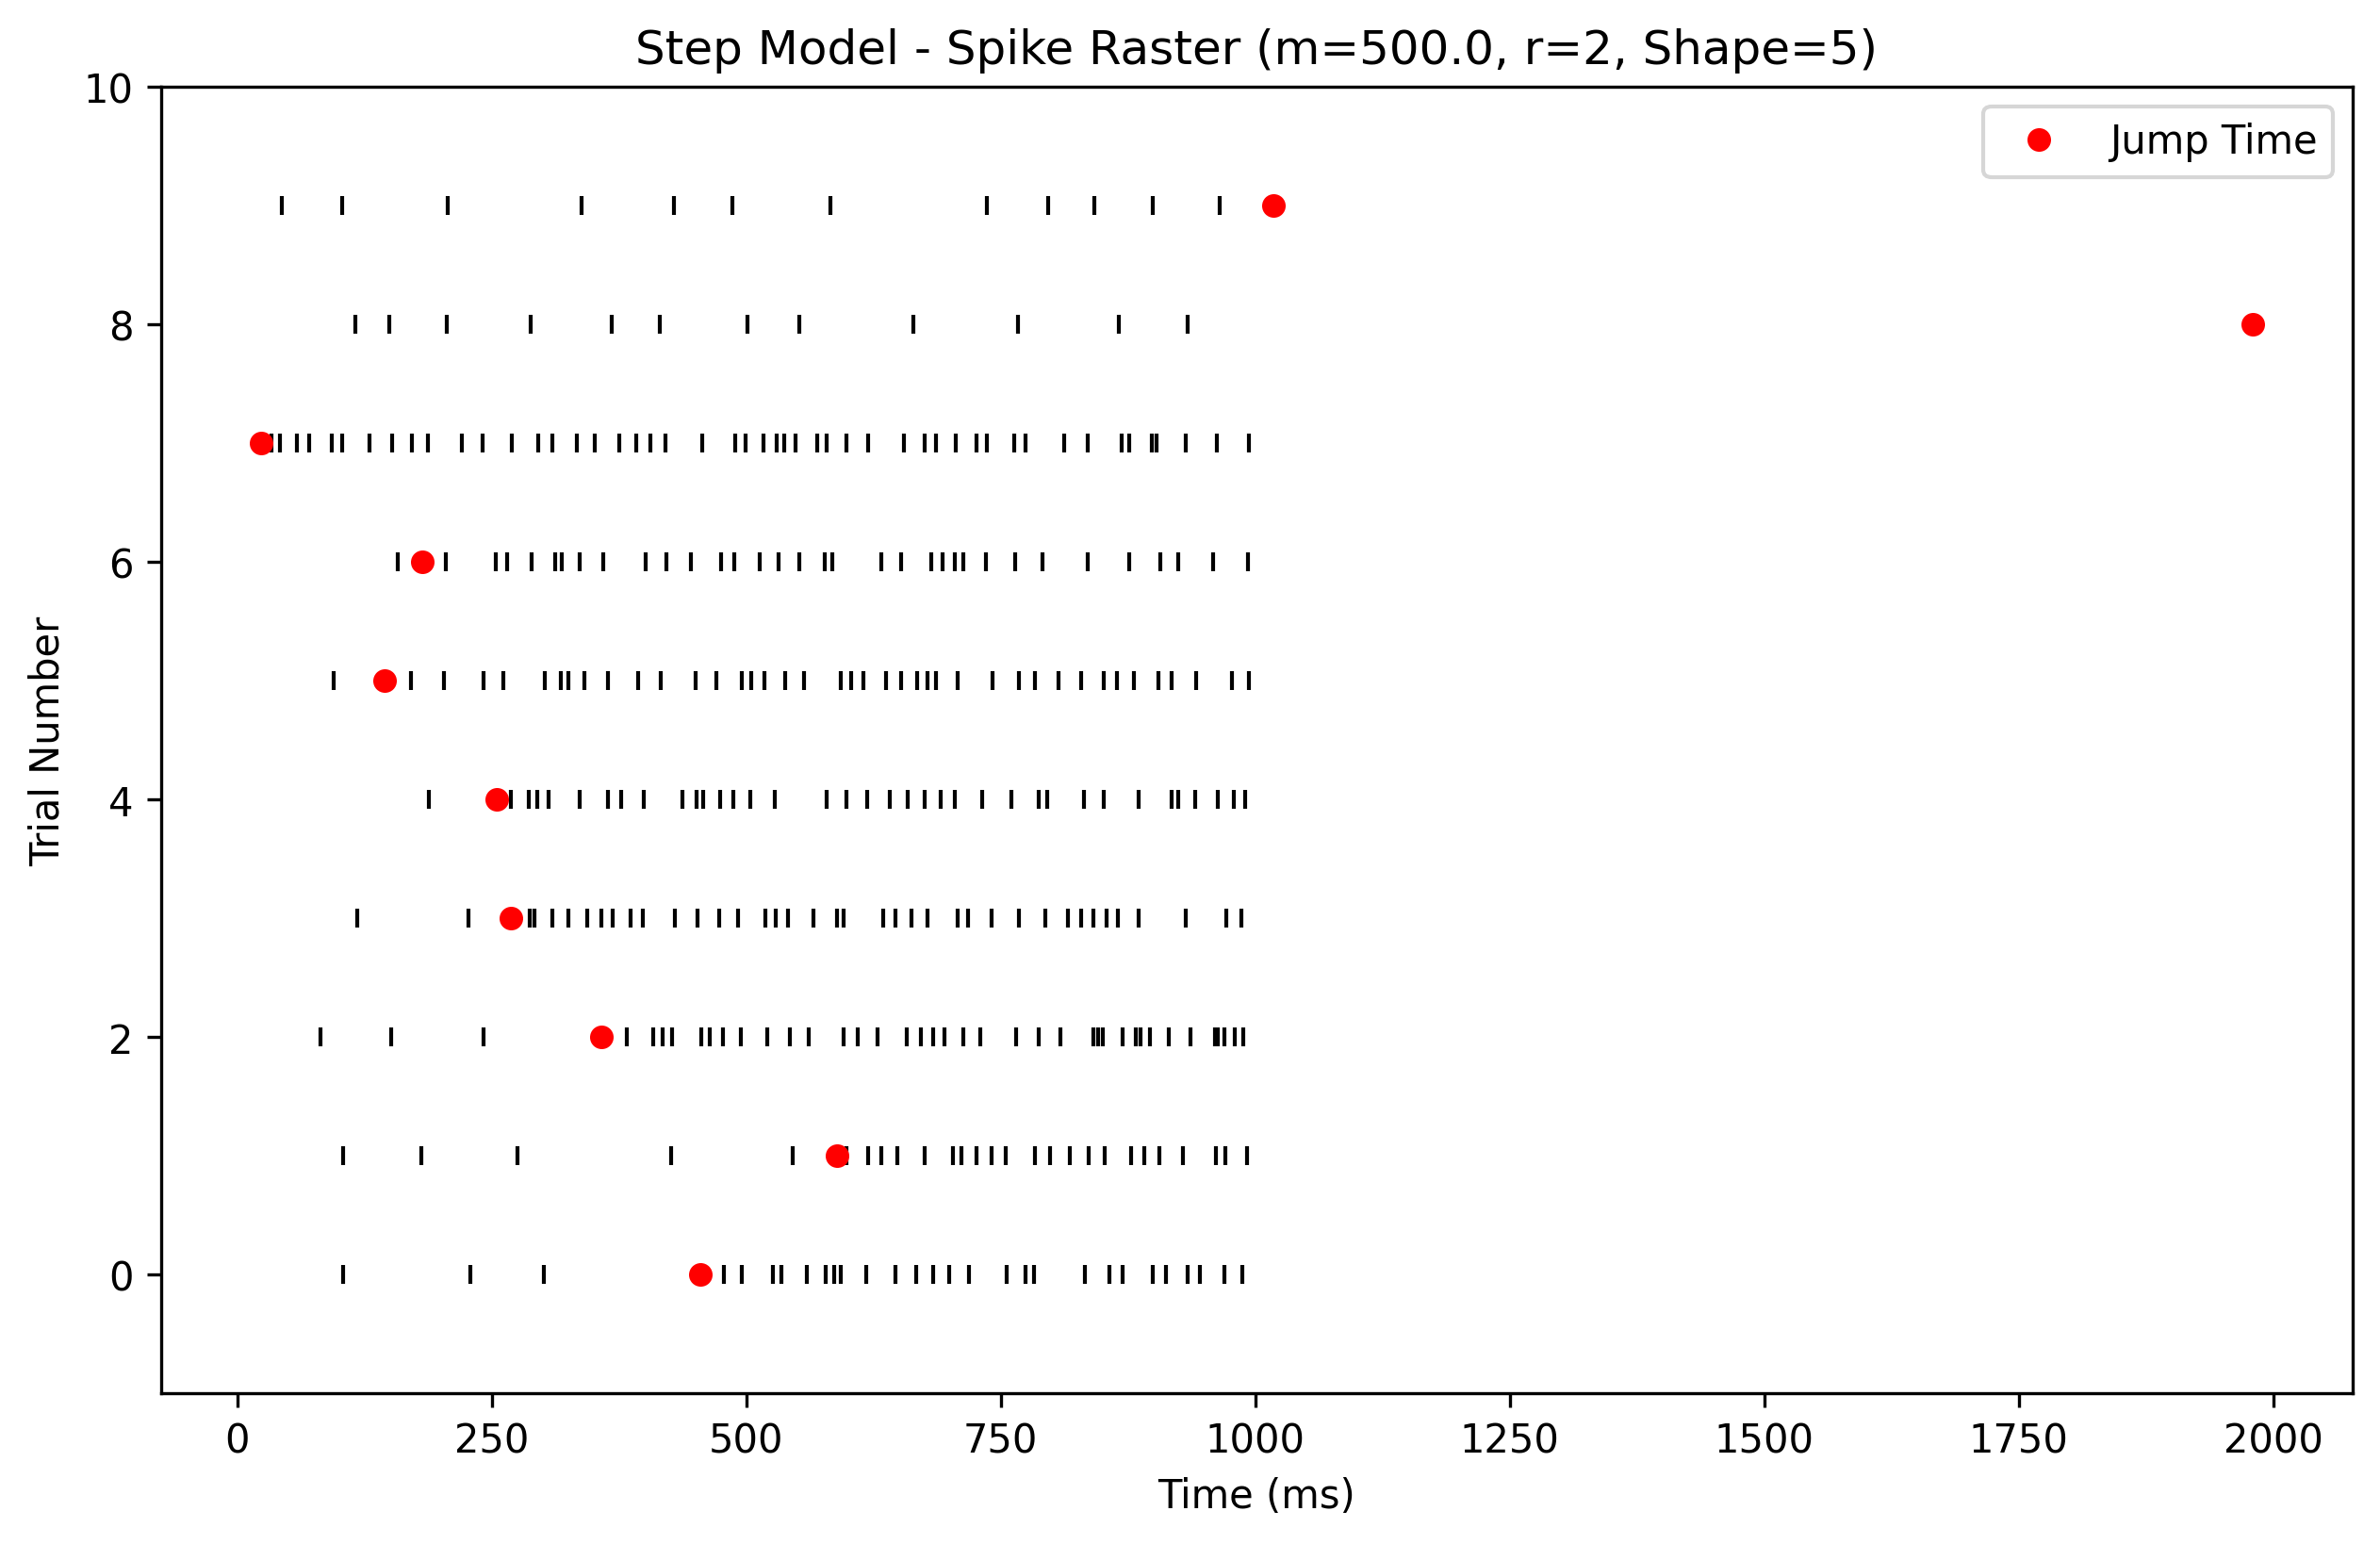 Step Model - Spike Raster (m=500.0, r=2, Shape=5)
Jump Time
10
8
6
4
2
0
Trial Number
0 250 500 750 1000 1250 1500 1750 2000
Time (ms)